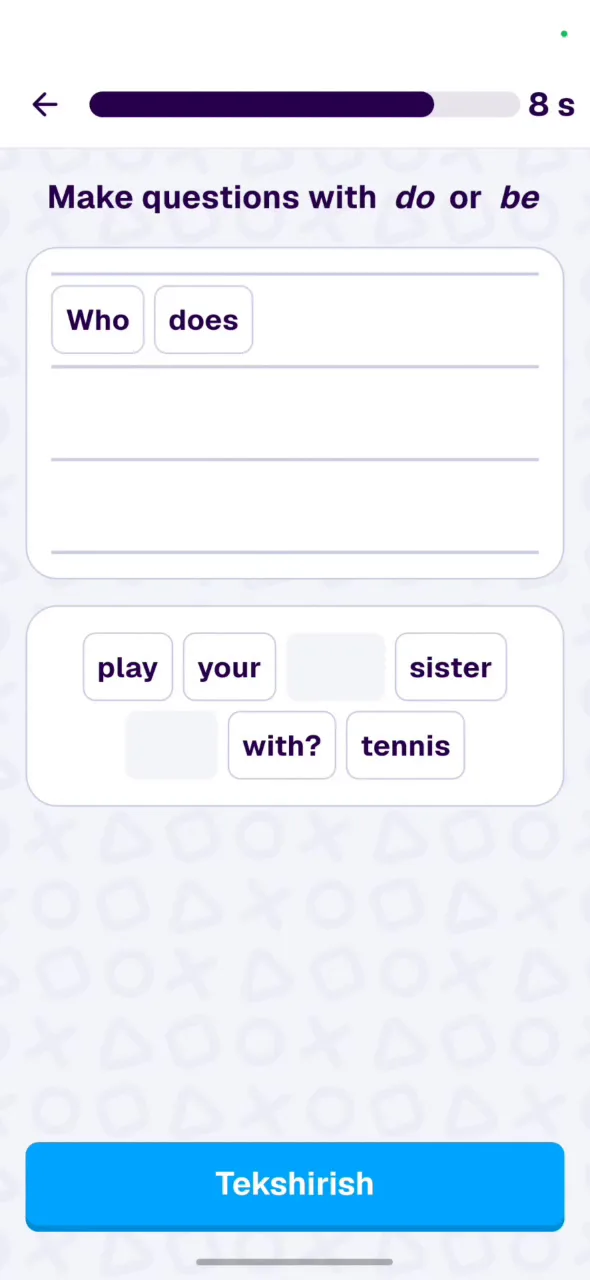 8 s
Make questions with do or be
Who does
play your sister
with? tennis
Tekshirish